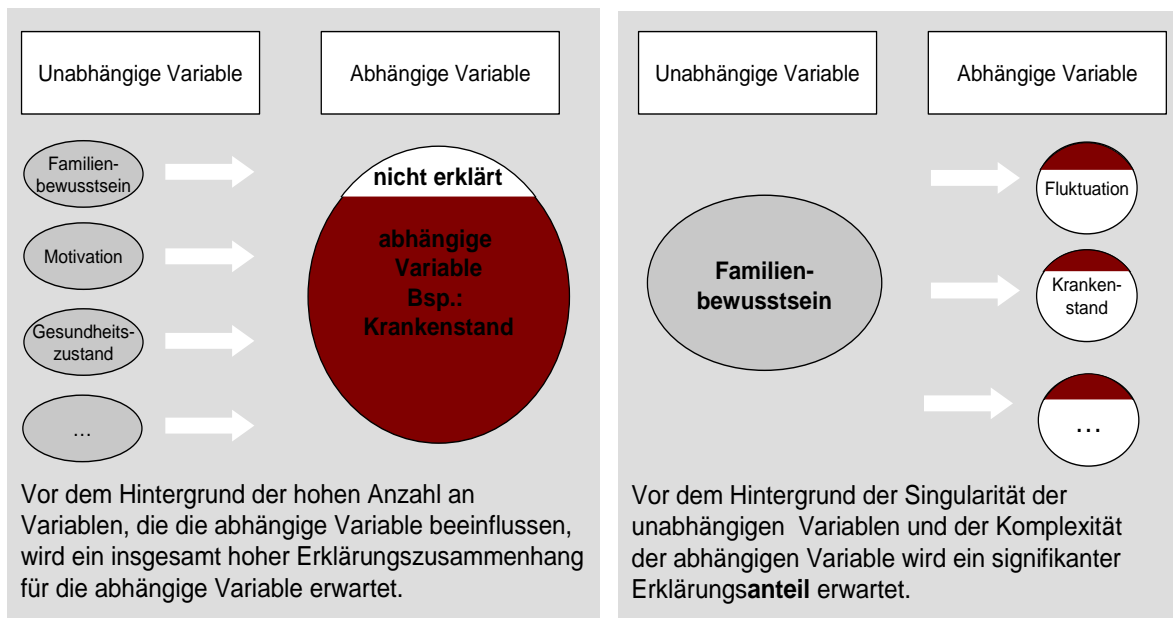 Unabhängige Variable
Abhängige Variable
Familien-
bewusstsein
Motivation
Gesundheits-
zustand
…
nicht erklärt
abhängige
Variable
Bsp.:
Krankenstand
Vor dem Hintergrund der hohen Anzahl an
Variablen, die die abhängige Variable beeinflussen,
wird ein insgesamt hoher Erklärungszusammenhang
für die abhängige Variable erwartet.
Unabhängige Variable
Abhängige Variable
Familien-
bewusstsein
Fluktuation
Kranken-
stand
…
Vor dem Hintergrund der Singularität der
unabhängigen Variablen und der Komplexität
der abhängigen Variable wird ein signifikanter
Erklärungsanteil erwartet.